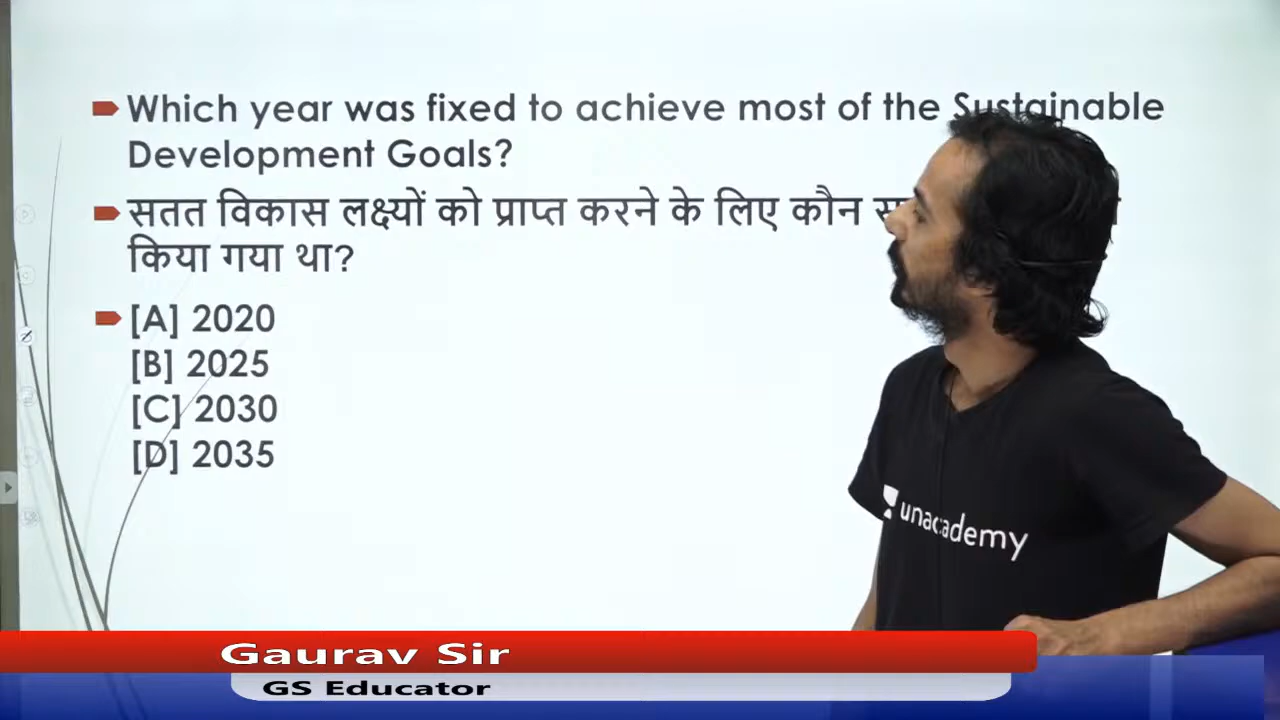 Which year was fixed to achieve most of the Sustainable
Development Goals?
सतत विकास लक्ष्यों को प्राप्त करने के लिए कौन
किया गया था?
[A] 2020
[B] 2025
[C] 2030
[D] 2035
unacademy
Gaurav Sir
GS Educator